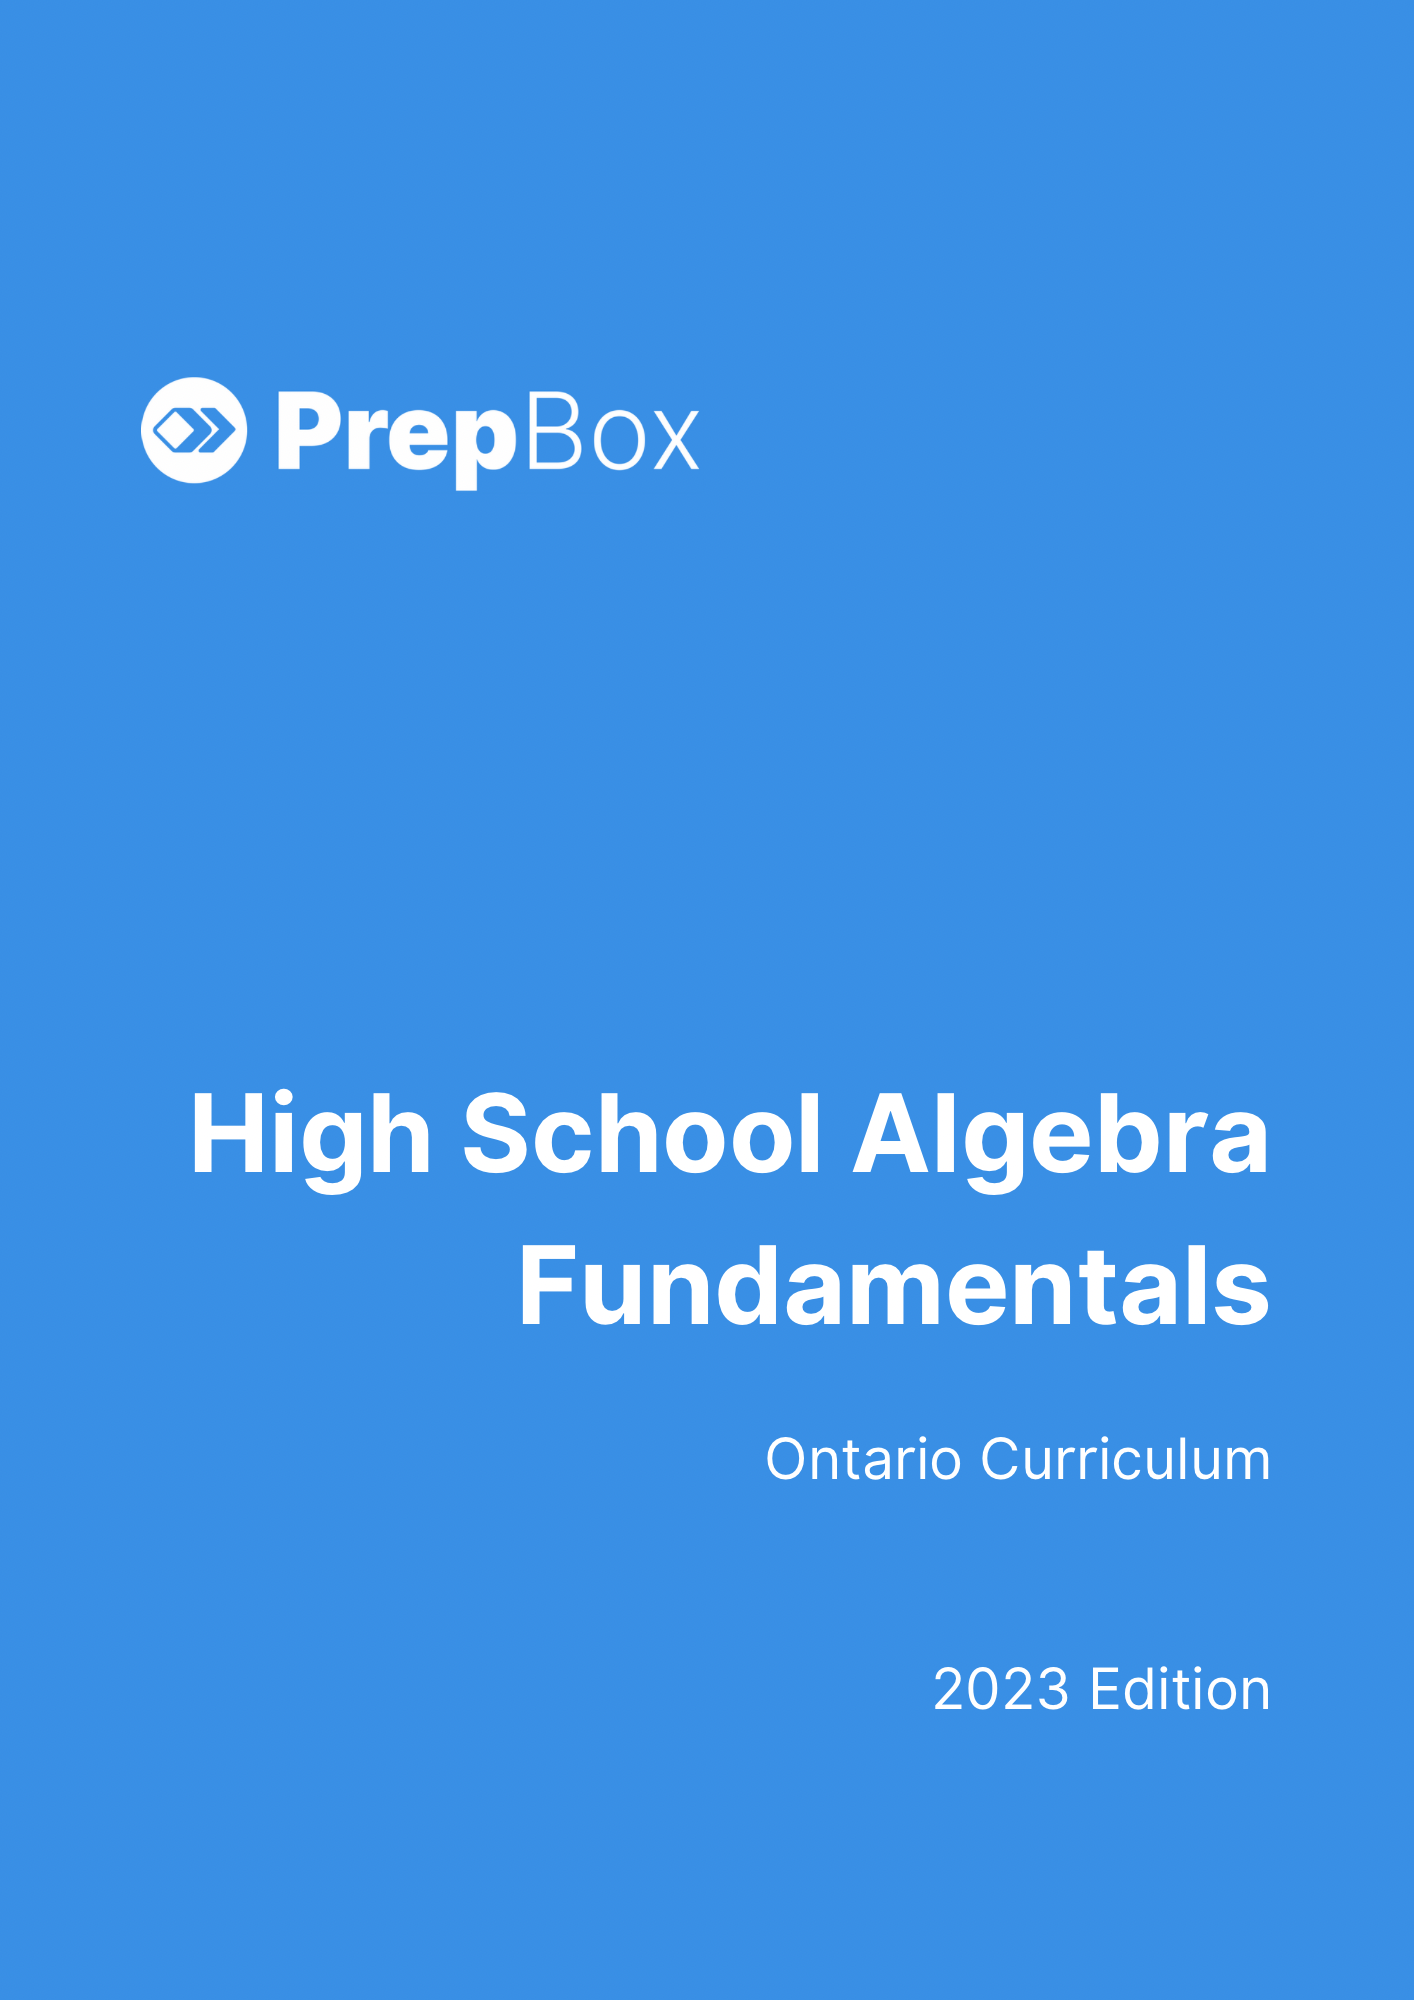 PrepBox
High School Algebra
Fundamentals
Ontario Curriculum
2023 Edition